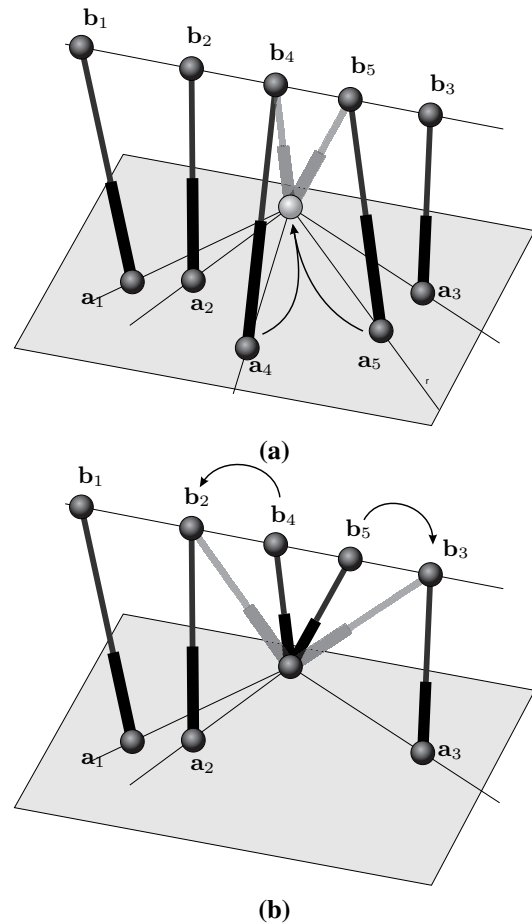 b₁
b₂
b₄
b₅
b₃
a₁
a₂
a₃
a₄
a₅
r
(a)
b₁
b₂
b₄
b₅
b₃
a₁
a₂
a₃
(b)